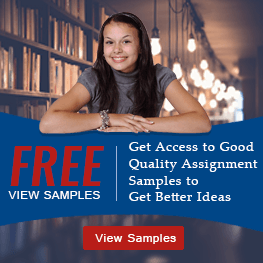 FREE
VIEW SAMPLES
Get Access to Good
Quality Assignment
Samples to
Get Better Ideas
View Samples